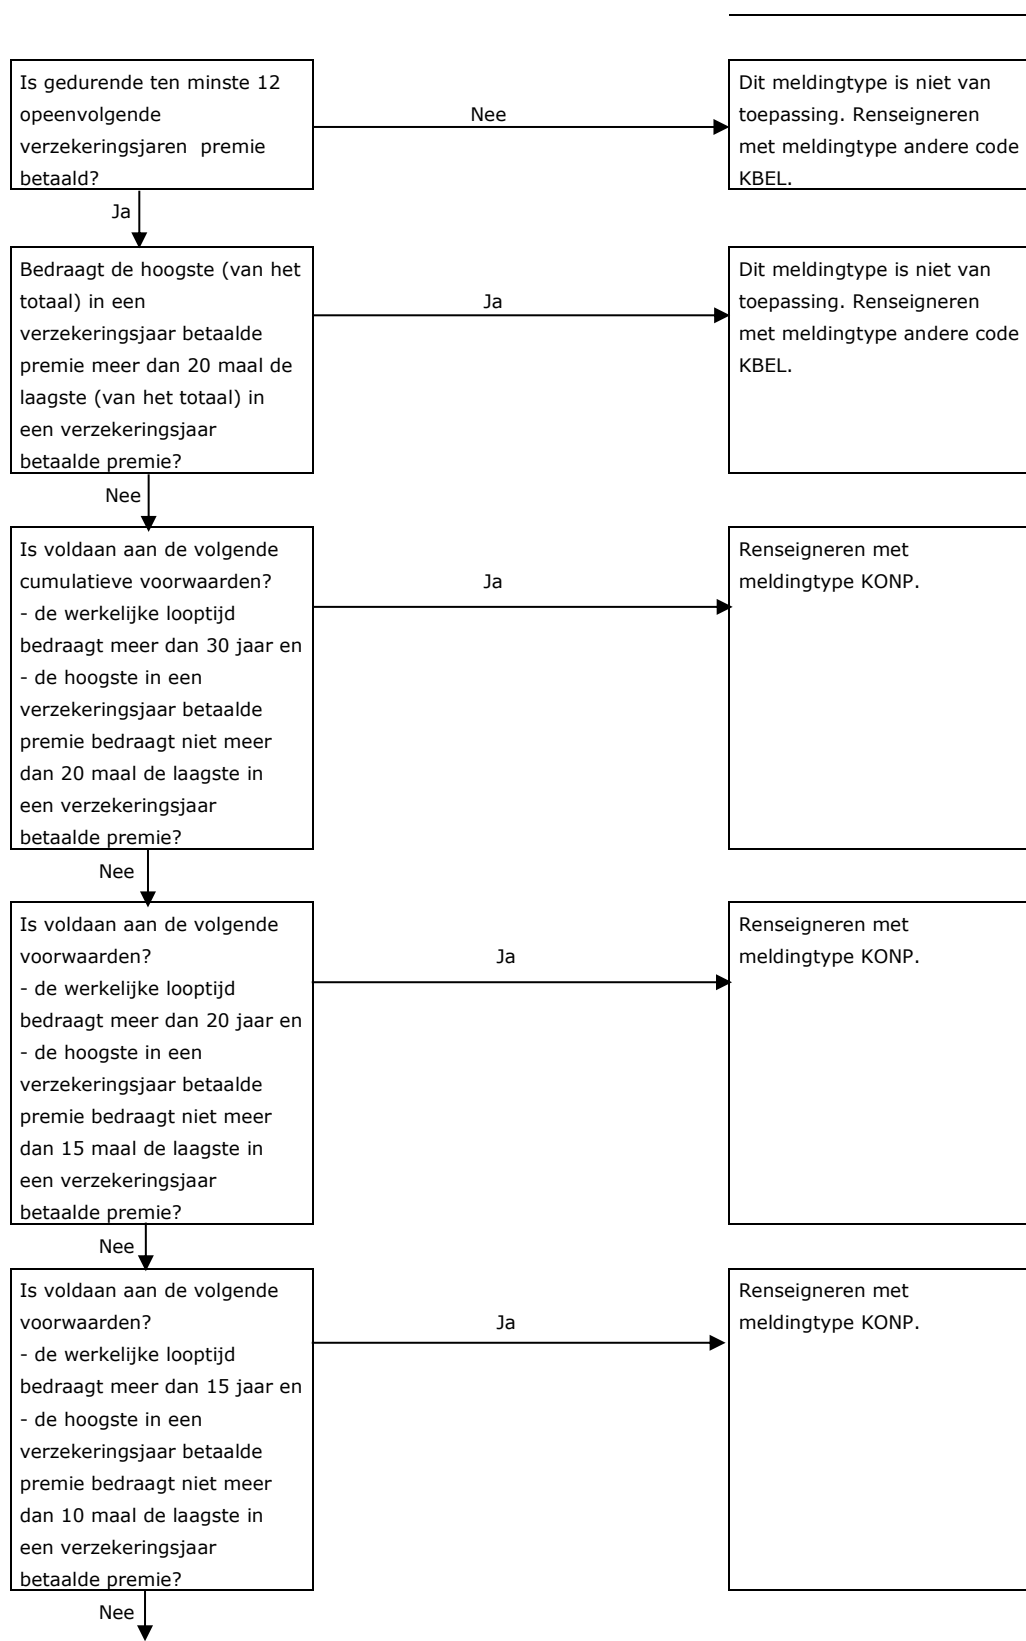 Is gedurende ten minste 12
opeenvolgende
verzekeringsjaren premie
betaald?
Nee
Dit meldingtype is niet van
toepassing. Renseigneren
met meldingtype andere code
KBEL.
Ja
Bedraagt de hoogste (van het
totaal) in een
verzekeringsjaar betaalde
premie meer dan 20 maal de
laagste (van het totaal) in
een verzekeringsjaar
betaalde premie?
Ja
Dit meldingtype is niet van
toepassing. Renseigneren
met meldingtype andere code
KBEL.
Nee
Is voldaan aan de volgende
cumulatieve voorwaarden?
- de werkelijke looptijd
bedraagt meer dan 30 jaar en
- de hoogste in een
verzekeringsjaar betaalde
premie bedraagt niet meer
dan 20 maal de laagste in
een verzekeringsjaar
betaalde premie?
Ja
Renseigneren met
meldingtype KONP.
Nee
Is voldaan aan de volgende
voorwaarden?
- de werkelijke looptijd
bedraagt meer dan 20 jaar en
- de hoogste in een
verzekeringsjaar betaalde
premie bedraagt niet meer
dan 15 maal de laagste in
een verzekeringsjaar
betaalde premie?
Ja
Renseigneren met
meldingtype KONP.
Nee
Is voldaan aan de volgende
voorwaarden?
- de werkelijke looptijd
bedraagt meer dan 15 jaar en
- de hoogste in een
verzekeringsjaar betaalde
premie bedraagt niet meer
dan 10 maal de laagste in
een verzekeringsjaar
betaalde premie?
Ja
Renseigneren met
meldingtype KONP.
Nee